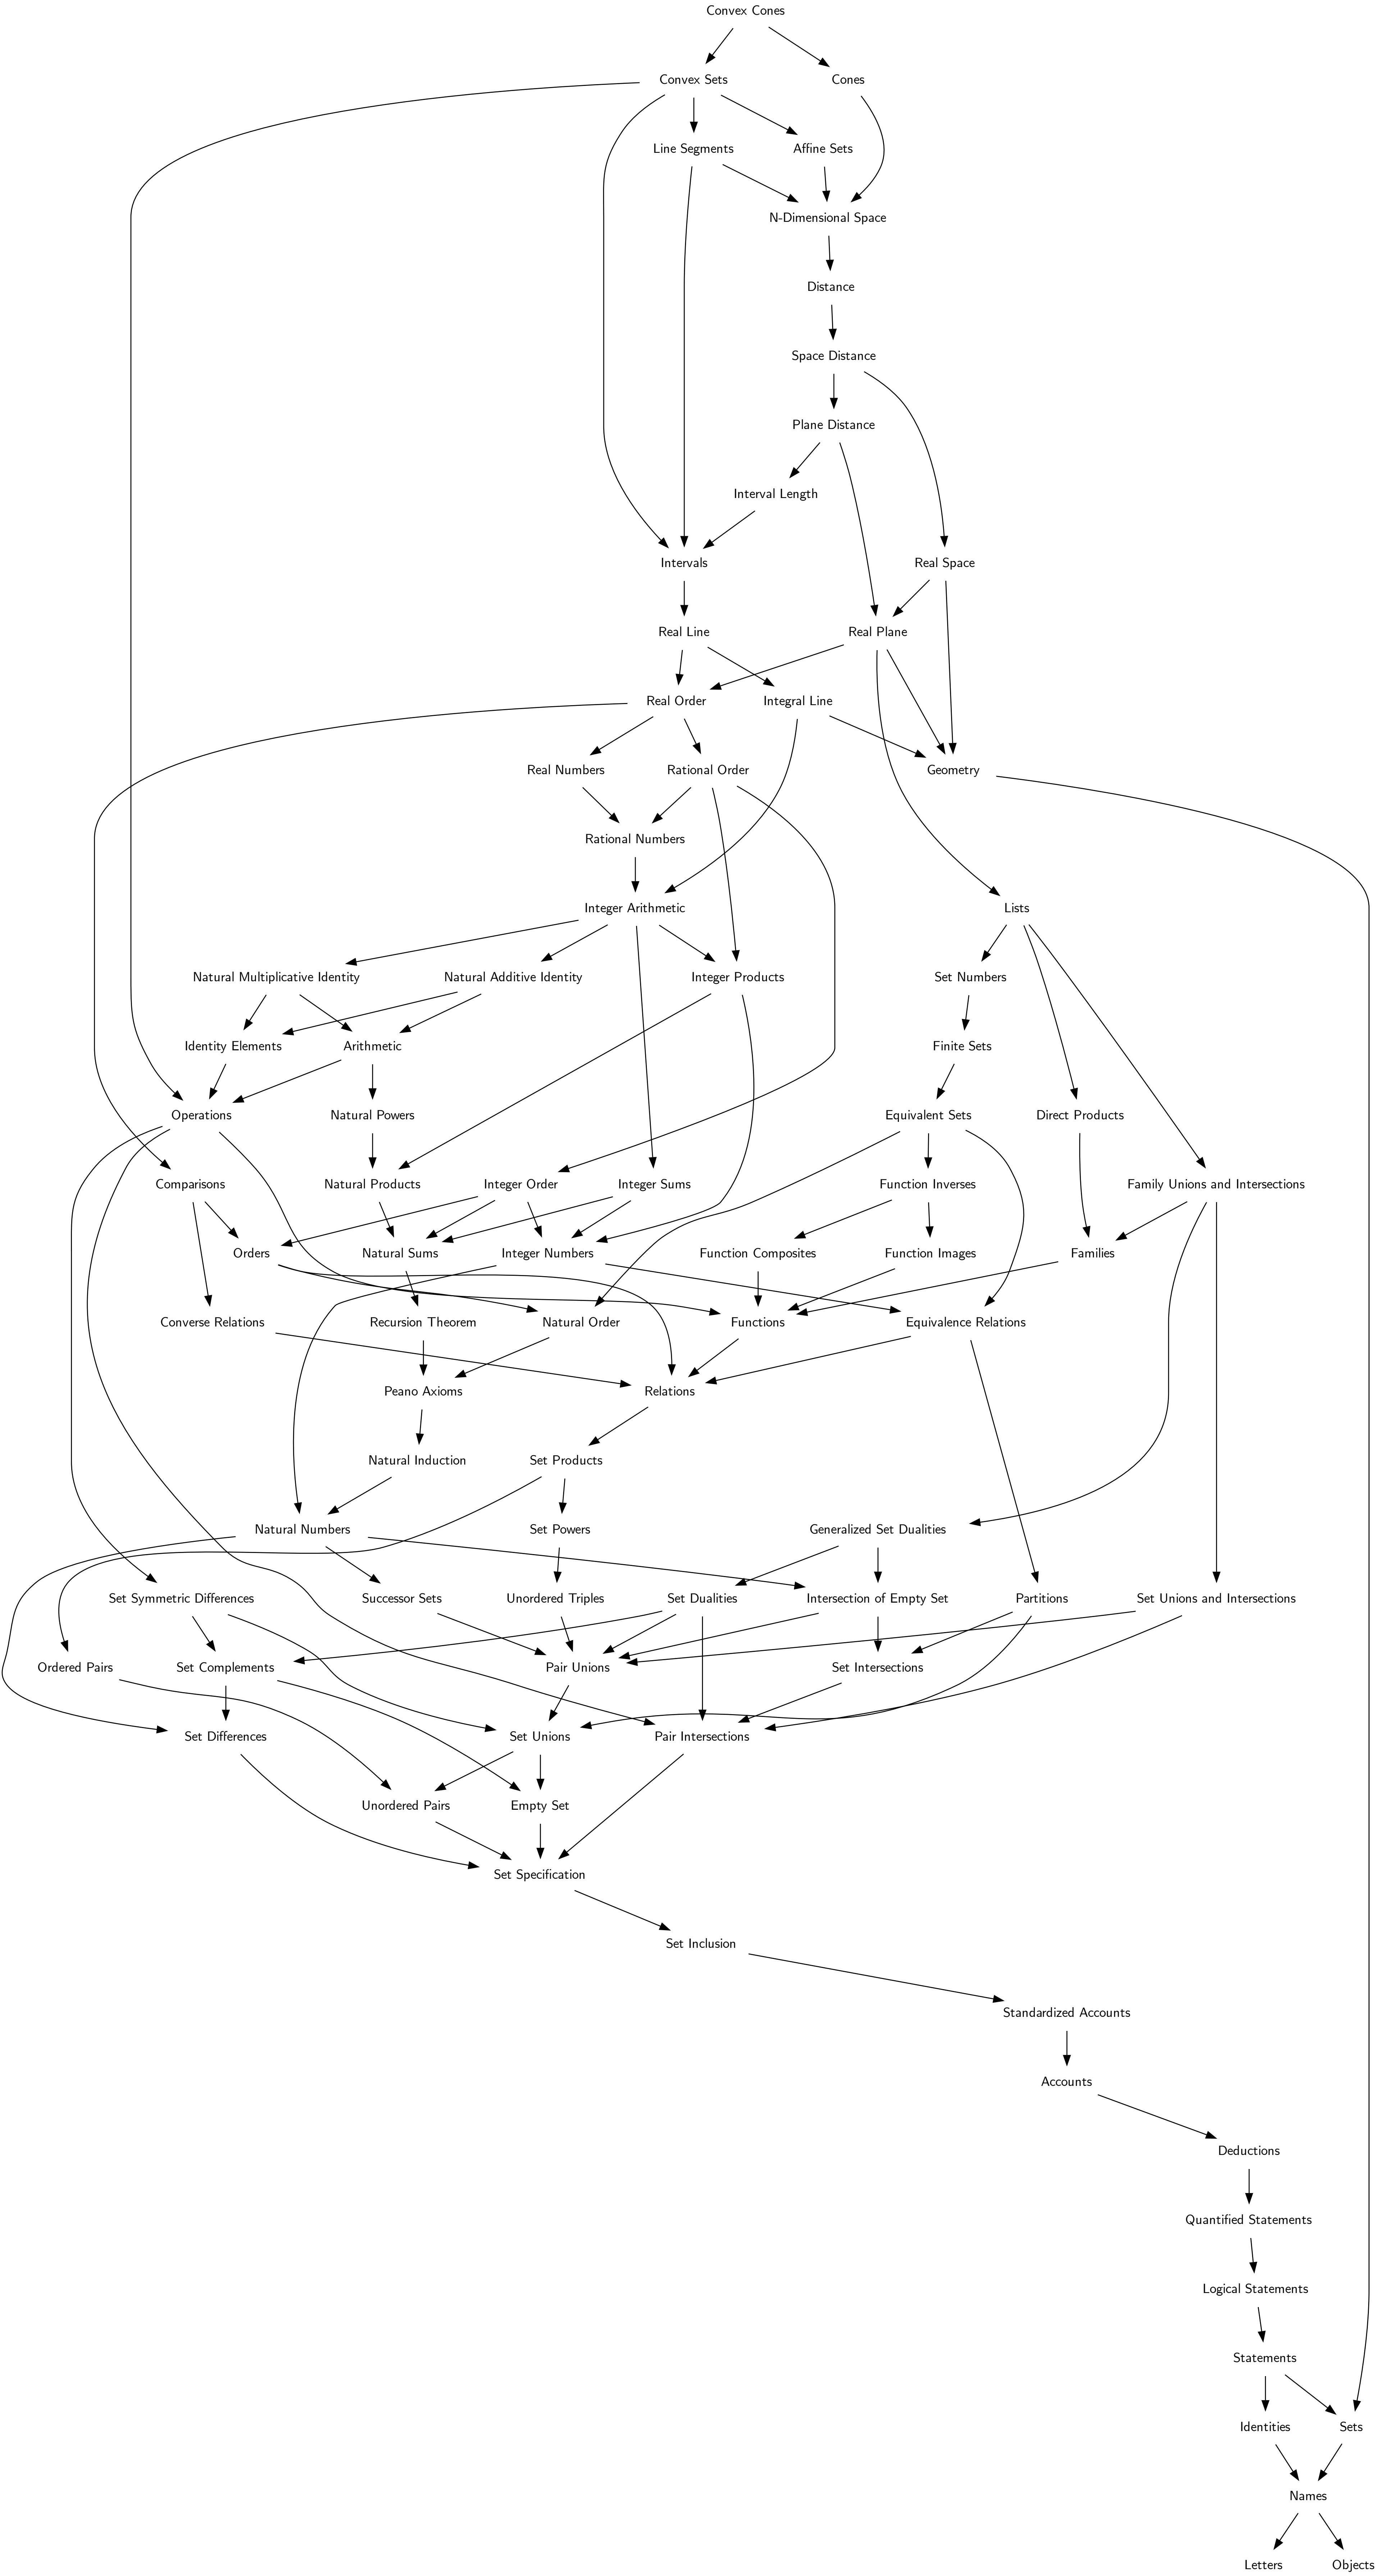 Convex Cones
Convex Sets
Cones
Line Segments
Affine Sets
N-Dimensional Space
Distance
Space Distance
Plane Distance
Interval Length
Intervals
Real Space
Real Line
Real Plane
Real Order
Integral Line
Real Numbers
Rational Order
Geometry
Rational Numbers
Integer Arithmetic
Lists
Natural Multiplicative Identity
Natural Additive Identity
Integer Products
Set Numbers
Identity Elements
Arithmetic
Finite Sets
Operations
Natural Powers
Equivalent Sets
Direct Products
Comparisons
Natural Products
Integer Order
Integer Sums
Function Inverses
Family Unions and Intersections
Orders
Natural Sums
Integer Numbers
Function Composites
Function Images
Families
Converse Relations
Recursion Theorem
Natural Order
Functions
Equivalence Relations
Peano Axioms
Relations
Natural Induction
Set Products
Natural Numbers
Set Powers
Generalized Set Dualities
Set Symmetric Differences
Successor Sets
Unordered Triples
Set Dualities
Intersection of Empty Set
Partitions
Set Unions and Intersections
Ordered Pairs
Set Complements
Pair Unions
Set Intersections
Set Differences
Set Unions
Pair Intersections
Unordered Pairs
Empty Set
Set Specification
Set Inclusion
Standardized Accounts
Accounts
Deductions
Quantified Statements
Logical Statements
Statements
Identities
Sets
Names
Letters
Objects